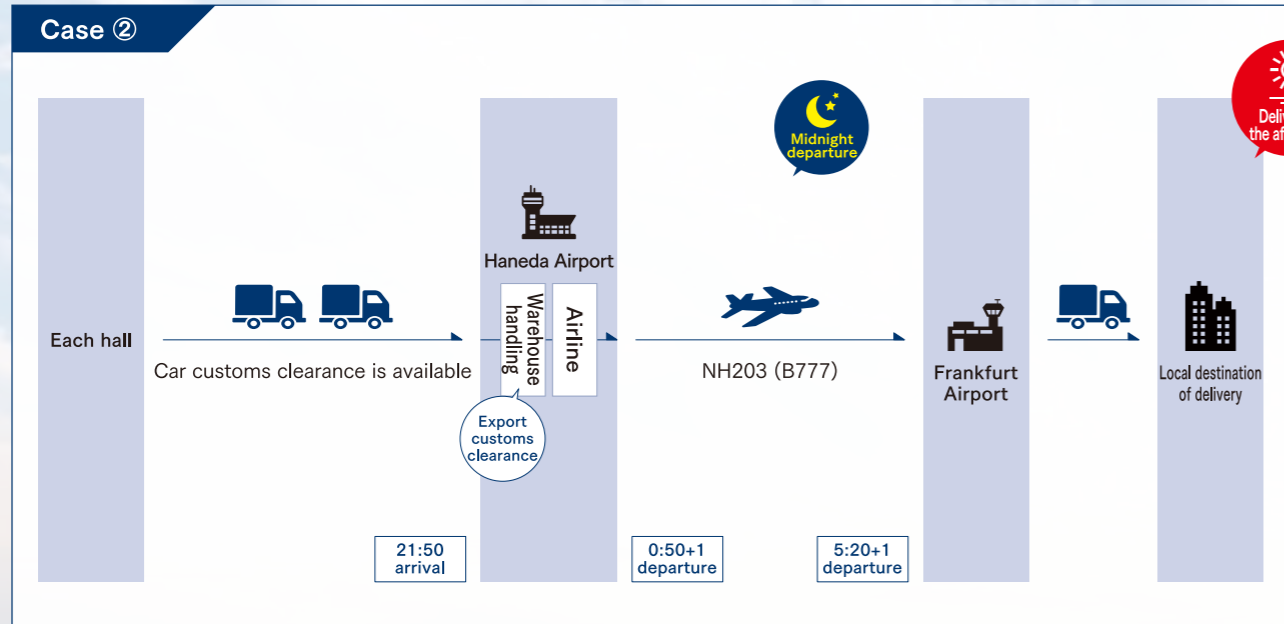 Case ②
Midnight
departure
the
Haneda Airport
Warehouse
handling
Airline
Each hall
Car customs clearance is available
NH203 (B777)
Frankfurt
Airport
Local destination
of delivery
Export
customs
clearance
21:50
arrival
0:50+1
departure
5:20+1
departure